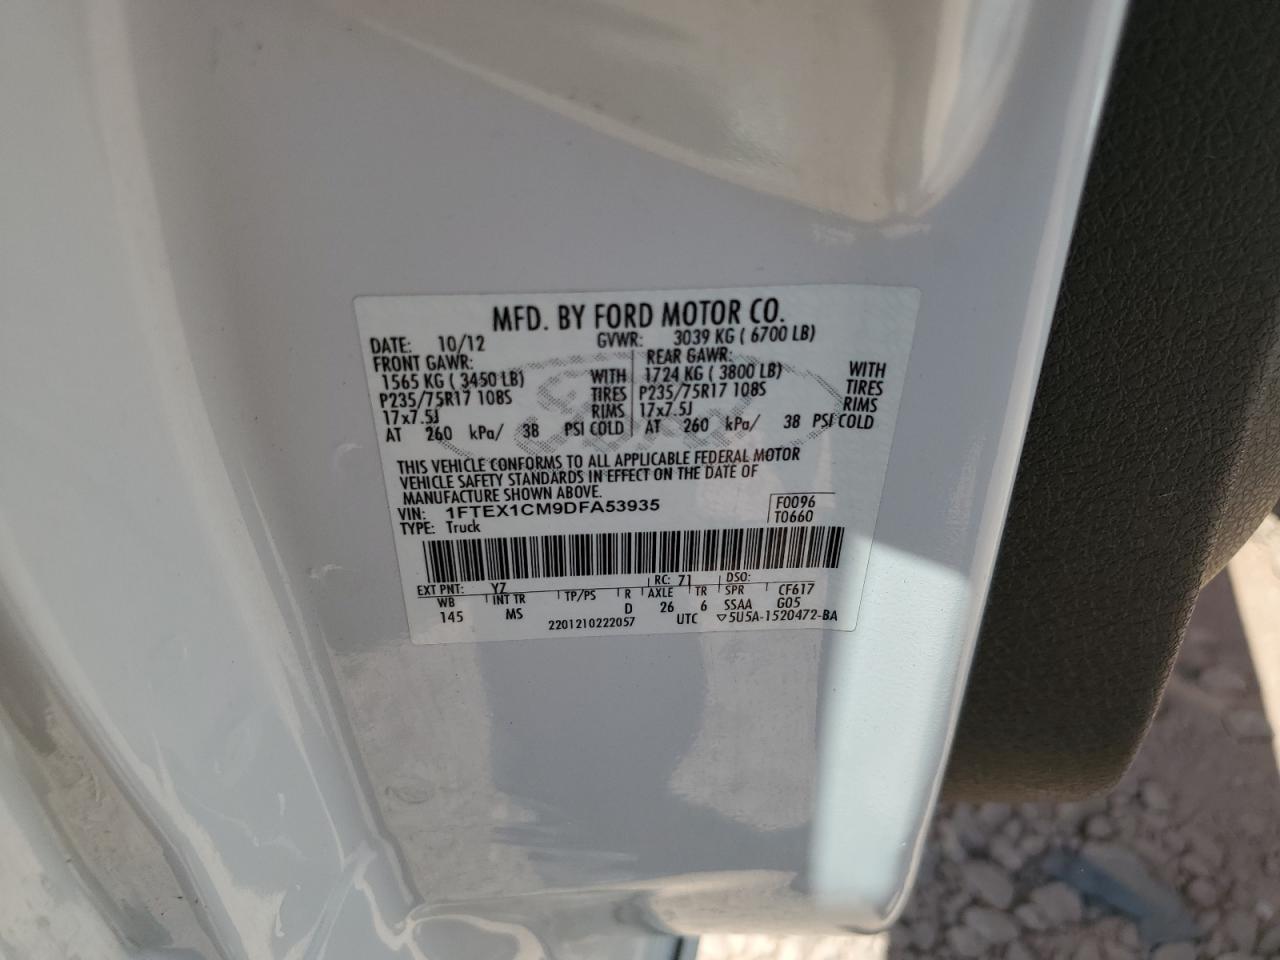 MFD. BY FORD MOTOR CO.
DATE: 10/12 GVWR: 3039 KG ( 6700 LB)
FRONT GAWR: REAR GAWR:
1565 KG ( 3450 LB) WITH 1724 KG ( 3800 LB) WITH
P235/75R17 108S TIRES P235/75R17 108S TIRES
17x7.5J RIMS 17x7.5J RIMS
AT 260 kPa/ 38 PSI COLD AT 260 kPa/ 38 PSI COLD
THIS VEHICLE CONFORMS TO ALL APPLICABLE FEDERAL MOTOR
VEHICLE SAFETY STANDARDS IN EFFECT ON THE DATE OF
MANUFACTURE SHOWN ABOVE.
VIN: 1FTEX1CM9DFA53935 F0096
TYPE: Truck T0660
EXT PNT: Y7 RC: 71 DSO:
WB INT TR TP/PS R AXLE TR SPR CF617
145 MS D 26 6 SSAA G05
2201210222057 UTC ▽5U5A-1520472-BA
Ford